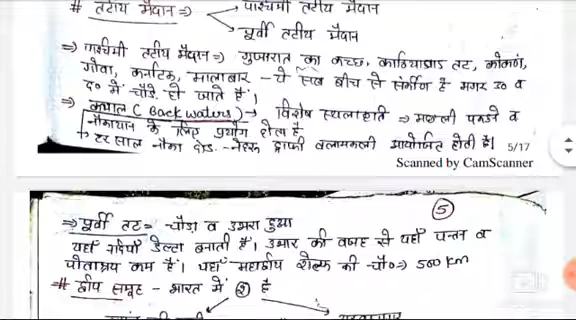 # तटीय मैदान ⇒ पश्चिमी तटीय मैदान
पूर्वी तटीय मैदान
⇒ पश्चिमी तटीय मैदान ⇒ गुजरात का कच्छ, काठियावाड़ तट, कोंकण,
गोवा, कर्नाटक, मालाबार - ये सब बीच से संकीर्ण है मगर उ० व
द० में चौड़े हो जाते हैं।
⇒ कयाल (Back waters) → विशेष स्थलाकृति ⇒ मछली पकड़ने व
नौकायान के लिए प्रयोग होता है
→ हर साल नौका दौड़ - नेहरू ट्राफी वलामकली आयोजित होती है।
5/17
Scanned by CamScanner
5
⇒ पूर्वी तट = चौड़ा व उभरा हुआ
यहाँ नदियाँ डेल्टा बनाती हैं। उभार की वजह से यहाँ पत्तन व
पोताश्रय कम हैं। यहाँ महाद्वीप शेल्फ की चौ० ⇒ 500 km
# द्वीप समूह - भारत में 2 है